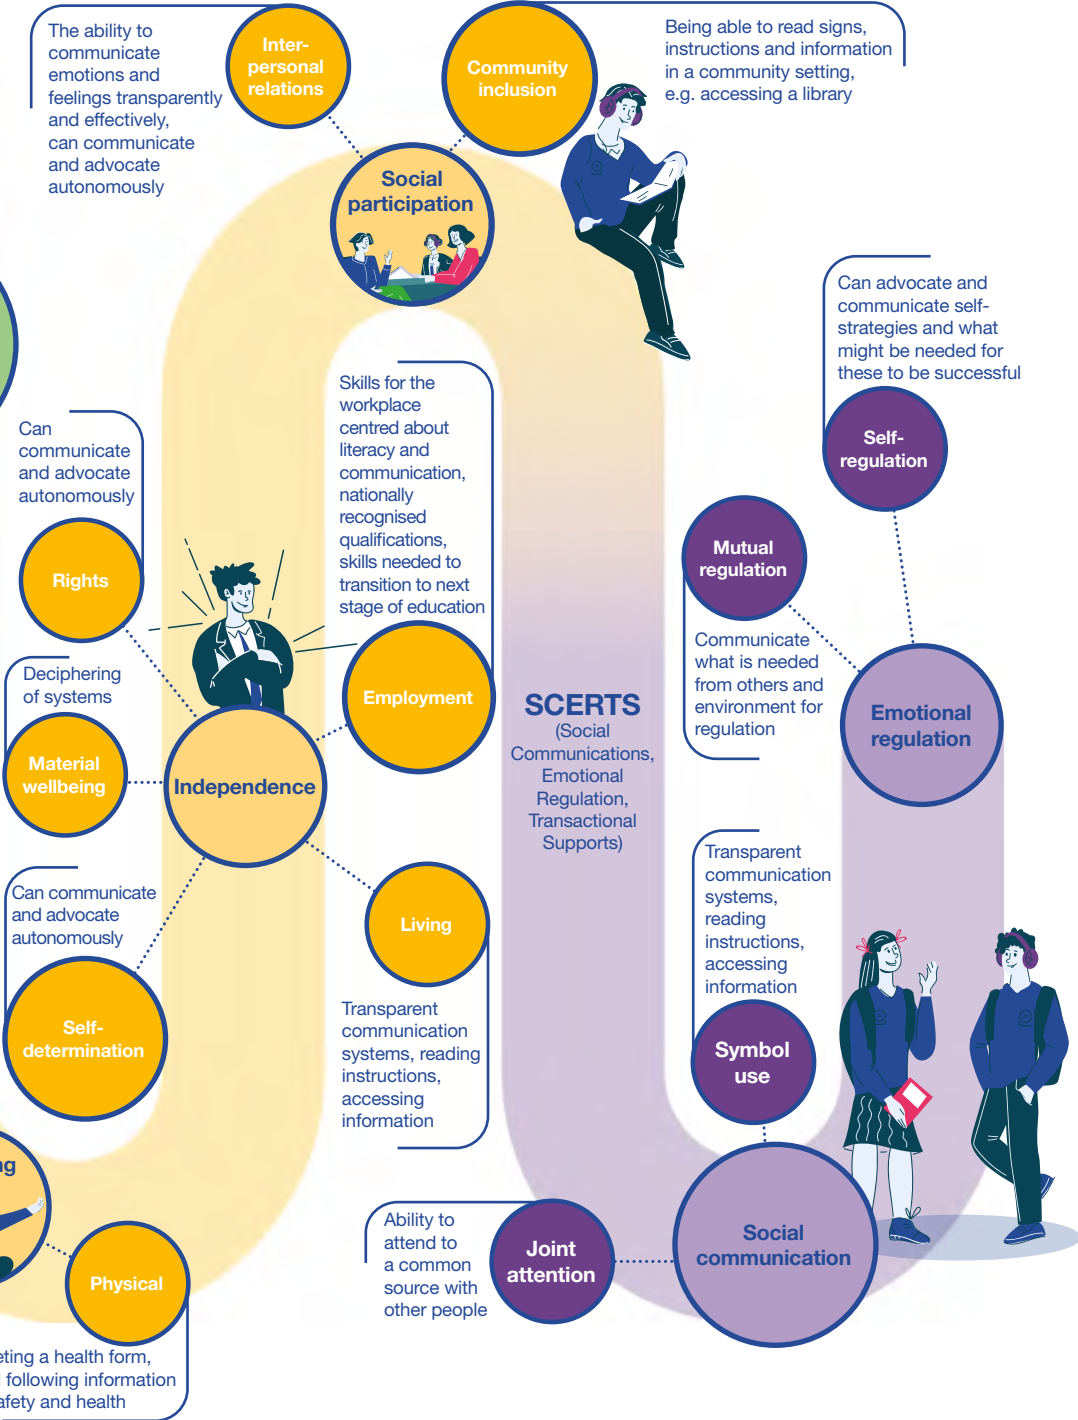 The ability to
communicate
emotions and
feelings transparently
and effectively,
can communicate
and advocate
autonomously
Inter-
personal
relations
Community
inclusion
Being able to read signs,
instructions and information
in a community setting,
e.g. accessing a library
Social
participation
Can advocate and
communicate self-
strategies and what
might be needed for
these to be successful
Self-
regulation
Skills for the
workplace
centred about
literacy and
communication,
nationally
recognised
qualifications,
skills needed to
transition to next
stage of education
Employment
Can
communicate
and advocate
autonomously
Rights
Mutual
regulation
Communicate
what is needed
from others and
environment for
regulation
Emotional
regulation
Deciphering
of systems
Material
wellbeing
Independence
SCERTS
(Social
Communications,
Emotional
Regulation,
Transactional
Supports)
Can communicate
and advocate
autonomously
Self-
determination
Living
Transparent
communication
systems, reading
instructions,
accessing
information
Transparent
communication
systems,
reading
instructions,
accessing
information
Symbol
use
Physical
following information
and health
a health form,
Ability to
attend to
a common
source with
other people
Joint
attention
Social
communication